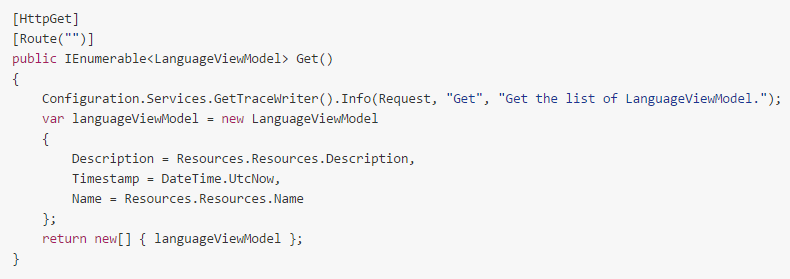 [HttpGet]
[Route("")]
public IEnumerable<LanguageViewModel> Get()
{
    Configuration.Services.GetTraceWriter().Info(Request, "Get", "Get the list of LanguageViewModel.");
    var languageViewModel = new LanguageViewModel
    {
        Description = Resources.Resources.Description,
        Timestamp = DateTime.UtcNow,
        Name = Resources.Resources.Name
    };
    return new[] { languageViewModel };
}